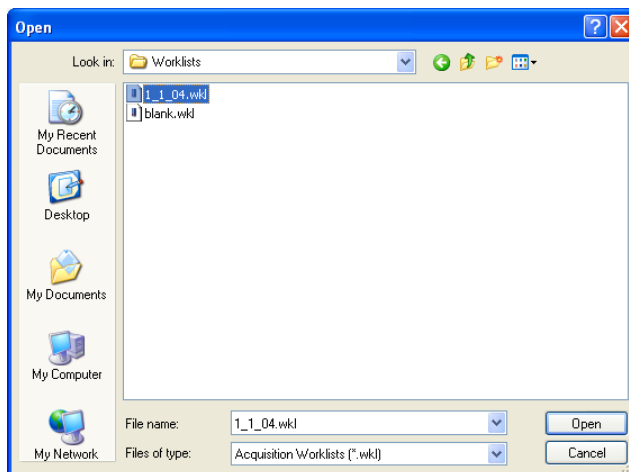 Open
Look in: Worklists
1_1_04.wkl
blank.wkl
My Recent
Documents
Desktop
My Documents
My Computer
My Network
File name: 1_1_04.wkl Open
Files of type: Acquisition Worklists (*.wkl) Cancel